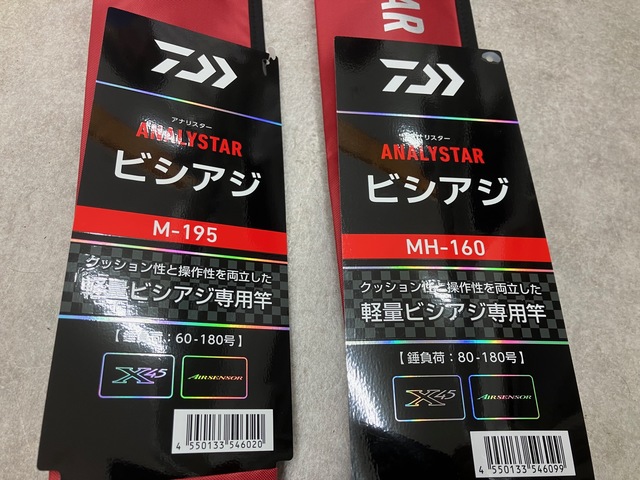 アナリスター
ANALYSTAR
ビシアジ
M-195
クッション性と操作性を両立した
軽量ビシアジ専用竿
【 錘負荷：60-180号 】
X45
AIRSENSOR
4 550133 546020
AR
アナリスター
ANALYSTAR
ビシアジ
MH-160
クッション性と操作性を両立した
軽量ビシアジ専用竿
【 錘負荷：80-180号 】
X45
AIRSENSOR
4 550133 546099